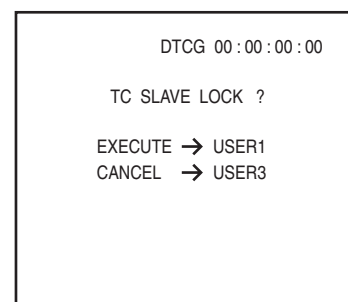 DTCG 00 : 00 : 00 : 00
TC SLAVE LOCK ?
EXECUTE → USER1
CANCEL → USER3